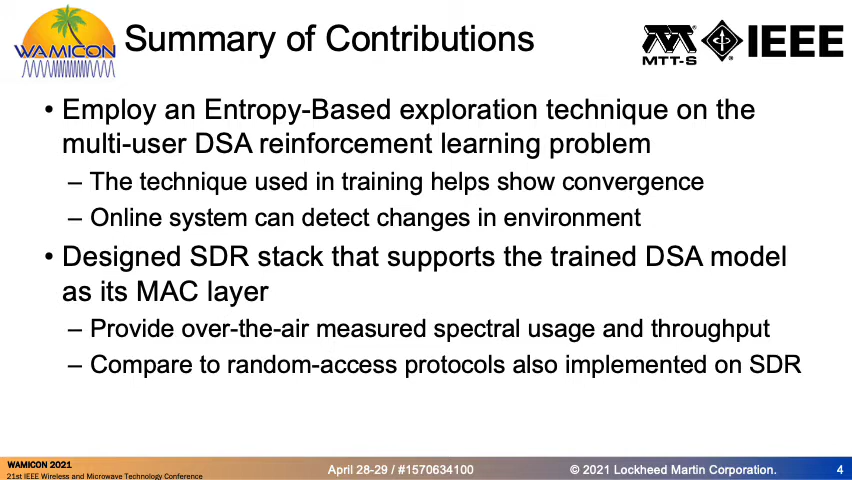 WAMICON
Summary of Contributions
MTT-S
IEEE
• Employ an Entropy-Based exploration technique on the
multi-user DSA reinforcement learning problem
– The technique used in training helps show convergence
– Online system can detect changes in environment
• Designed SDR stack that supports the trained DSA model
as its MAC layer
– Provide over-the-air measured spectral usage and throughput
– Compare to random-access protocols also implemented on SDR
WAMICON 2021
21st IEEE Wireless and Microwave Technology Conference
April 28-29 / #1570634100
© 2021 Lockheed Martin Corporation.
4